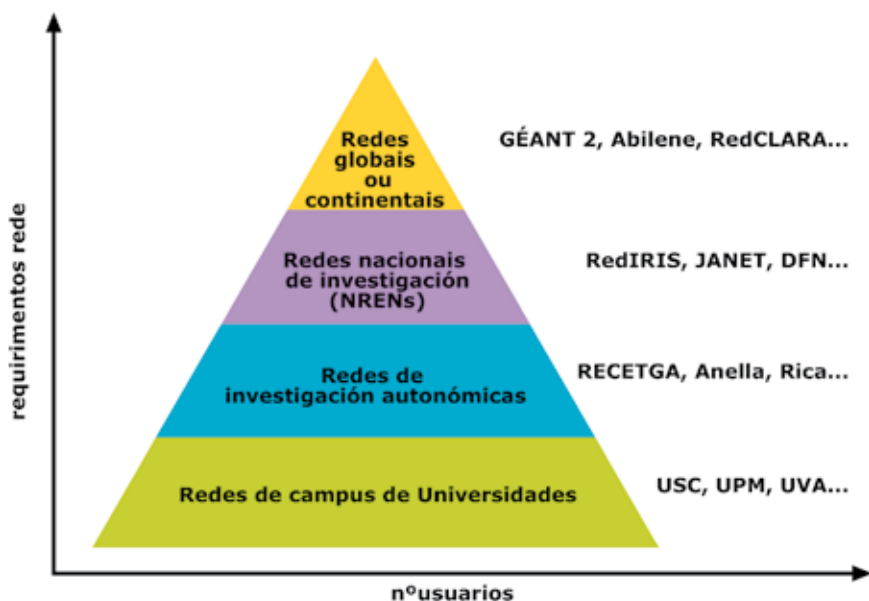 requirimentos rede
Redes
globais
ou
continentais
GÉANT 2, Abilene, RedCLARA...
Redes nacionais
de investigación
(NRENs)
RedIRIS, JANET, DFN...
Redes de
investigación autonómicas
RECETGA, Anella, Rica...
Redes de campus de Universidades
USC, UPM, UVA...
nºusuarios